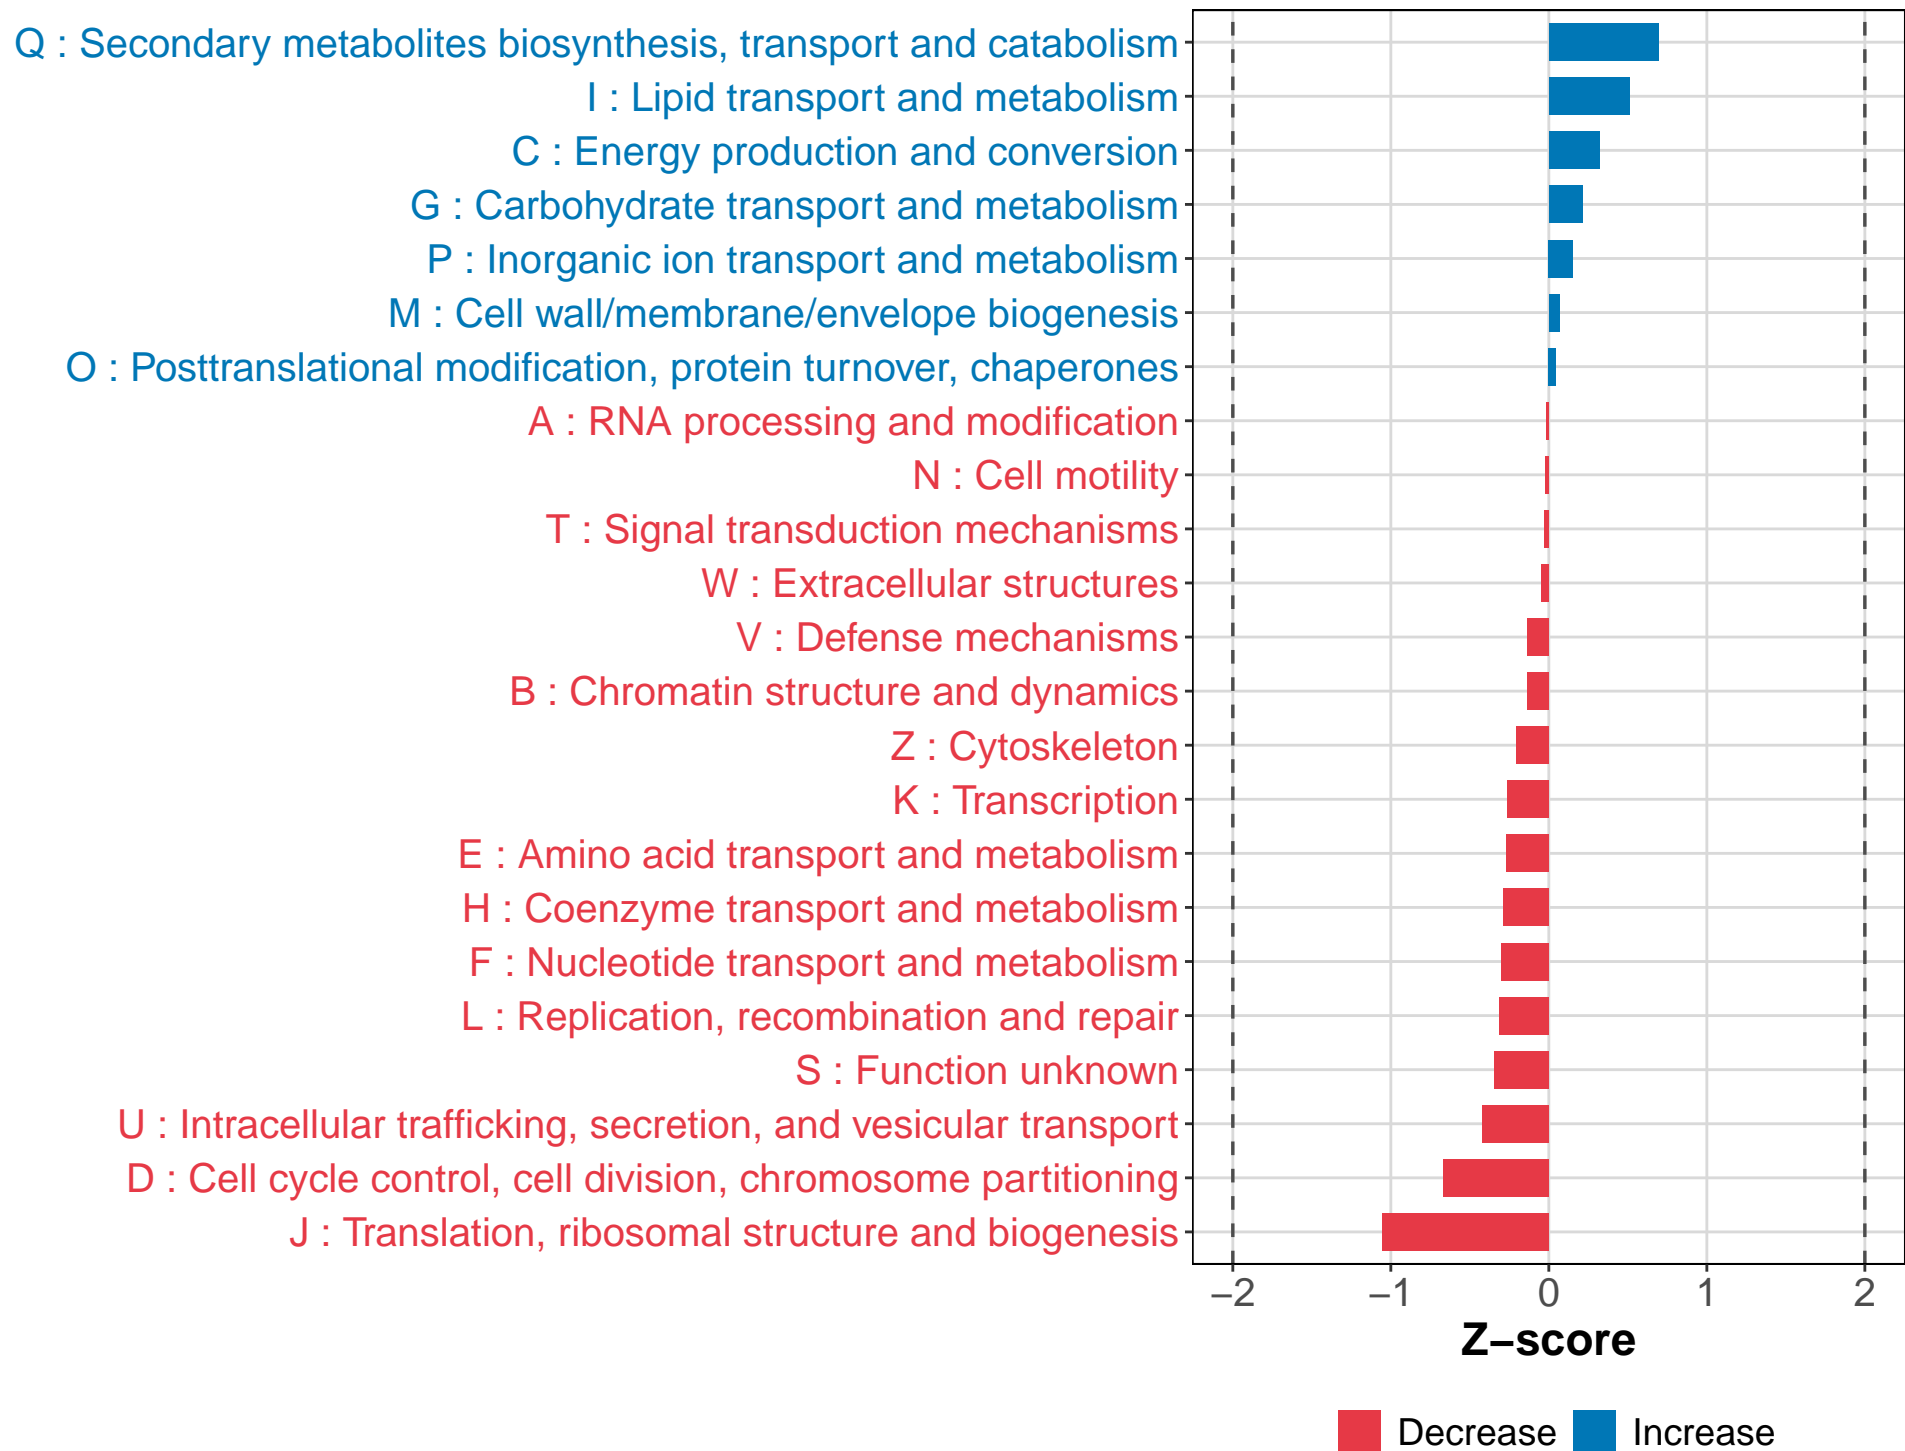 Q : Secondary metabolites biosynthesis, transport and catabolism
I : Lipid transport and metabolism
C : Energy production and conversion
G : Carbohydrate transport and metabolism
P : Inorganic ion transport and metabolism
M : Cell wall/membrane/envelope biogenesis
O : Posttranslational modification, protein turnover, chaperones
A : RNA processing and modification
N : Cell motility
T : Signal transduction mechanisms
W : Extracellular structures
V : Defense mechanisms
B : Chromatin structure and dynamics
Z : Cytoskeleton
K : Transcription
E : Amino acid transport and metabolism
H : Coenzyme transport and metabolism
F : Nucleotide transport and metabolism
L : Replication, recombination and repair
S : Function unknown
U : Intracellular trafficking, secretion, and vesicular transport
D : Cell cycle control, cell division, chromosome partitioning
J : Translation, ribosomal structure and biogenesis
−2 −1 0 1 2
Z−score
Decrease Increase